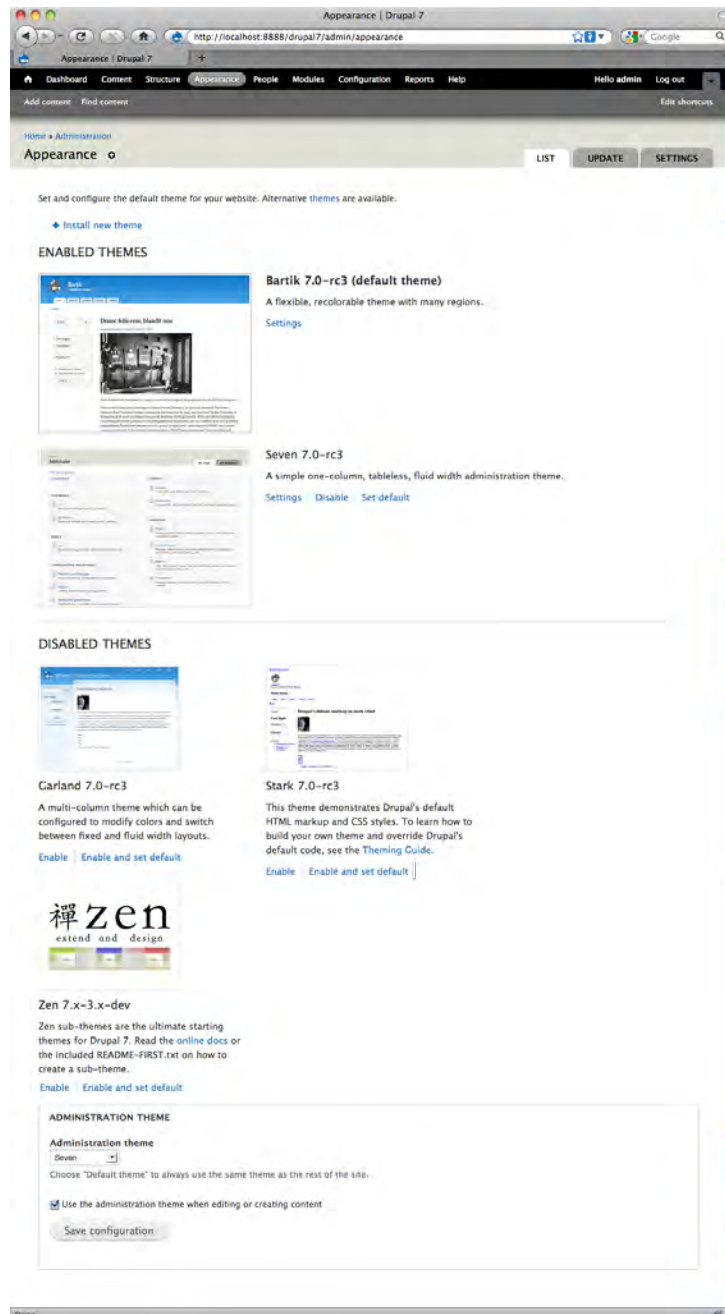 Appearance | Drupal 7
http://localhost:8888/drupal7/admin/appearance
Google
Appearance | Drupal 7
Dashboard Content Structure Appearance People Modules Configuration Reports Help Hello admin Log out
Add content Find content Edit shortcuts
Home » Administration
Appearance
LIST UPDATE SETTINGS
Set and configure the default theme for your website. Alternative themes are available.
+ Install new theme
ENABLED THEMES
Bartik 7.0-rc3 (default theme)
A flexible, recolorable theme with many regions.
Settings
Bartik
Donec felis eros, blandit non
Seven 7.0-rc3
A simple one-column, tableless, fluid width administration theme.
Settings Disable Set default
DISABLED THEMES
Garland 7.0-rc3
A multi-column theme which can be
configured to modify colors and switch
between fixed and fluid width layouts.
Enable Enable and set default
Stark 7.0-rc3
This theme demonstrates Drupal's default
HTML markup and CSS styles. To learn how to
build your own theme and override Drupal's
default code, see the Theming Guide.
Enable Enable and set default
禪zen
extend and design
Zen 7.x-3.x-dev
Zen sub-themes are the ultimate starting
themes for Drupal 7. Read the online docs or
the included README-FIRST.txt on how to
create a sub-theme.
Enable Enable and set default
ADMINISTRATION THEME
Administration theme
Seven
Choose "Default theme" to always use the same theme as the rest of the site.
Use the administration theme when editing or creating content
Save configuration
Done